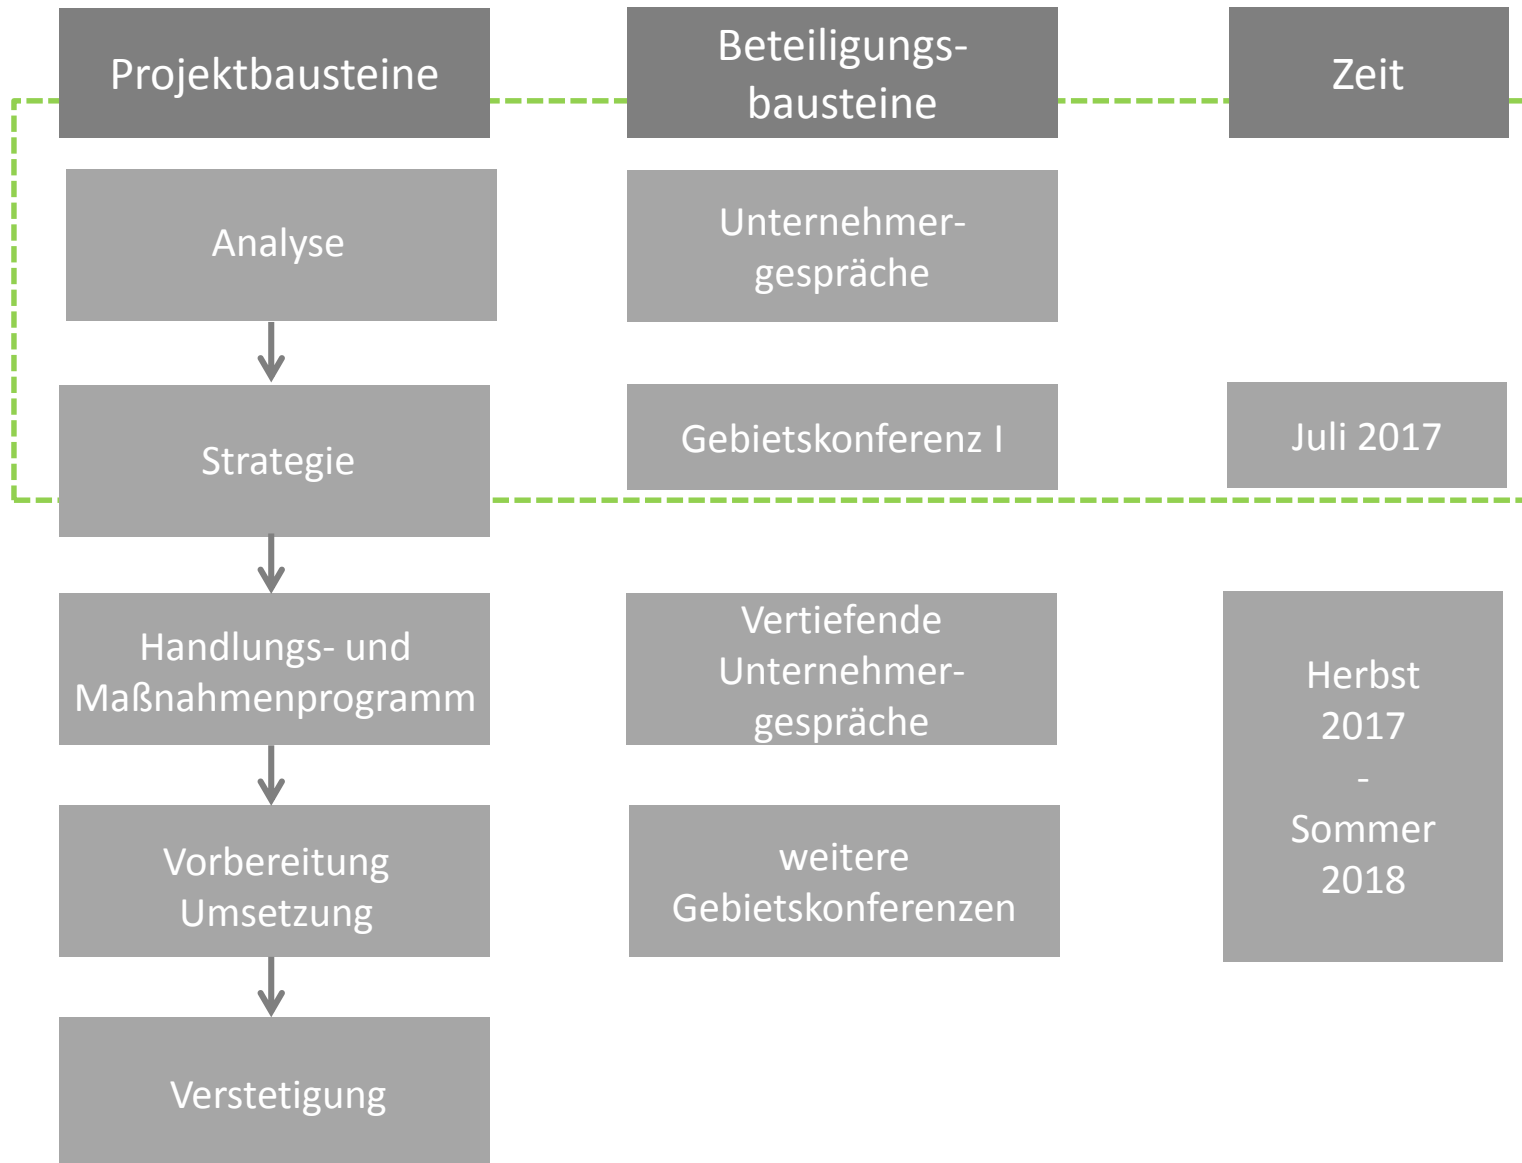 Projektbausteine
Beteiligungs-
bausteine
Zeit
Analyse
Unternehmer-
gespräche
Strategie
Gebietskonferenz I
Juli 2017
Handlungs- und
Maßnahmenprogramm
Vertiefende
Unternehmer-
gespräche
Herbst
2017
-
Sommer
2018
Vorbereitung
Umsetzung
weitere
Gebietskonferenzen
Verstetigung